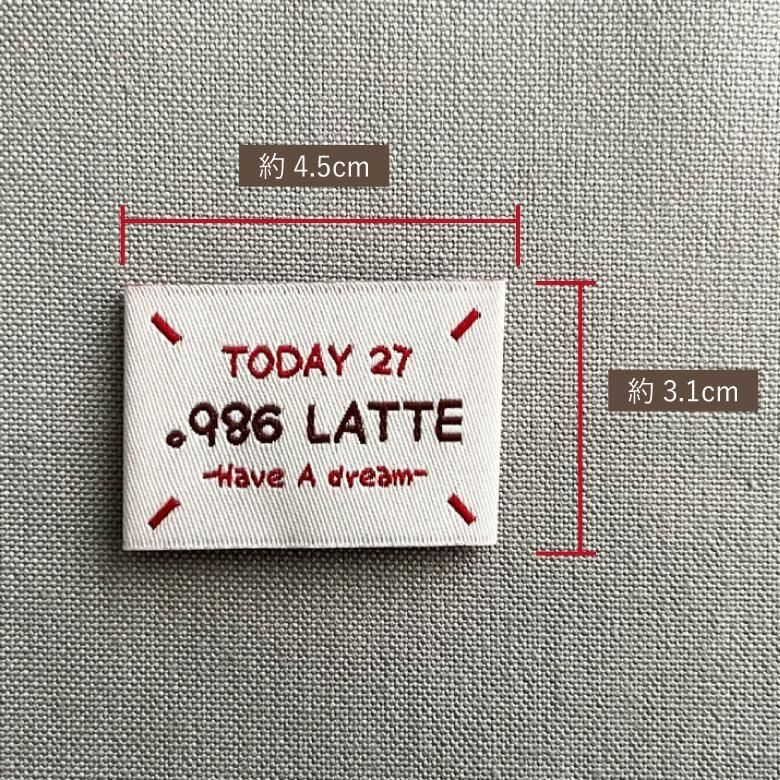 約 4.5cm
TODAY 27
.986 LATTE
-Have A dream-
約 3.1cm